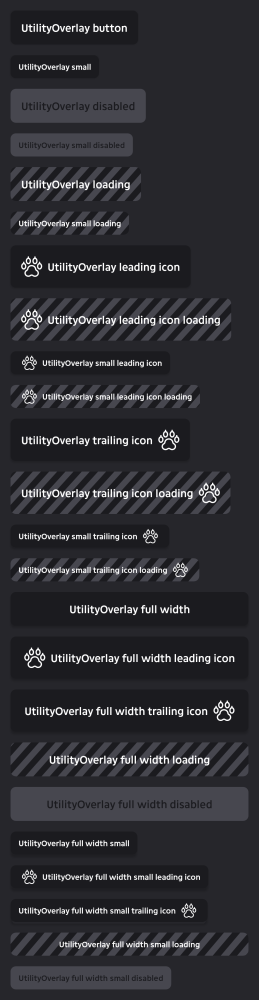 UtilityOverlay button
UtilityOverlay small
UtilityOverlay disabled
UtilityOverlay small disabled
UtilityOverlay loading
UtilityOverlay small loading
UtilityOverlay leading icon
UtilityOverlay leading icon loading
UtilityOverlay small leading icon
UtilityOverlay small leading icon loading
UtilityOverlay trailing icon
UtilityOverlay trailing icon loading
UtilityOverlay small trailing icon
UtilityOverlay small trailing icon loading
UtilityOverlay full width
UtilityOverlay full width leading icon
UtilityOverlay full width trailing icon
UtilityOverlay full width loading
UtilityOverlay full width disabled
UtilityOverlay full width small
UtilityOverlay full width small leading icon
UtilityOverlay full width small trailing icon
UtilityOverlay full width small loading
UtilityOverlay full width small disabled